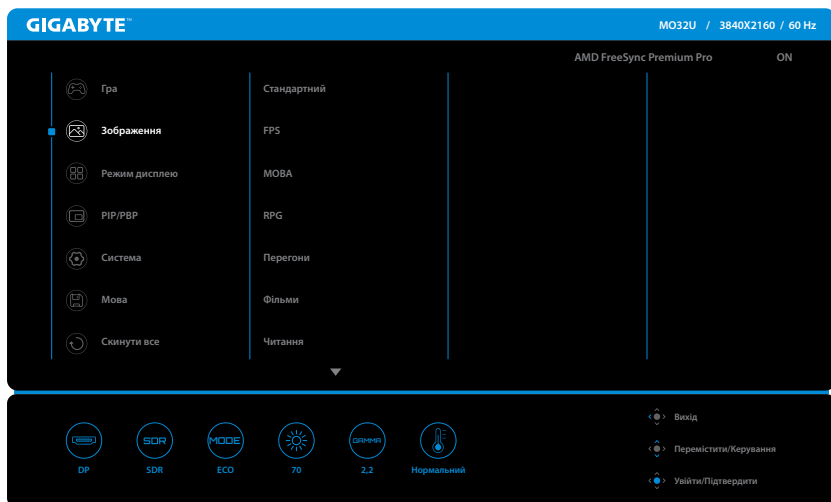 GIGABYTE™
MO32U / 3840X2160 / 60 Hz
AMD FreeSync Premium Pro ON
Гра
Стандартний
Зображення
FPS
Режим дисплею
MOBA
PIP/PBP
RPG
Система
Перегони
Мова
Фільми
Скинути все
Читання
SDR
MODE
GAMMA
DP
SDR
ECO
70
2,2
Нормальний
Вихід
Перемістити/Керування
Увійти/Підтвердити